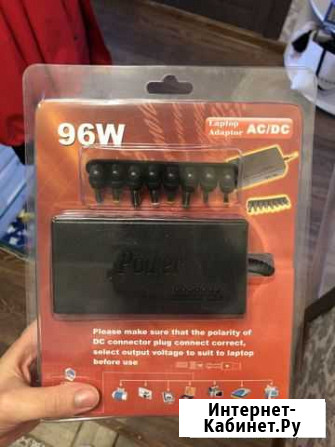 96W
Laptop
Adaptor AC/DC
Power
Please make sure that the polarity of
DC connector plug connect correct,
select output voltage to suit to laptop
before use
Интернет-
Кабинет.Ру